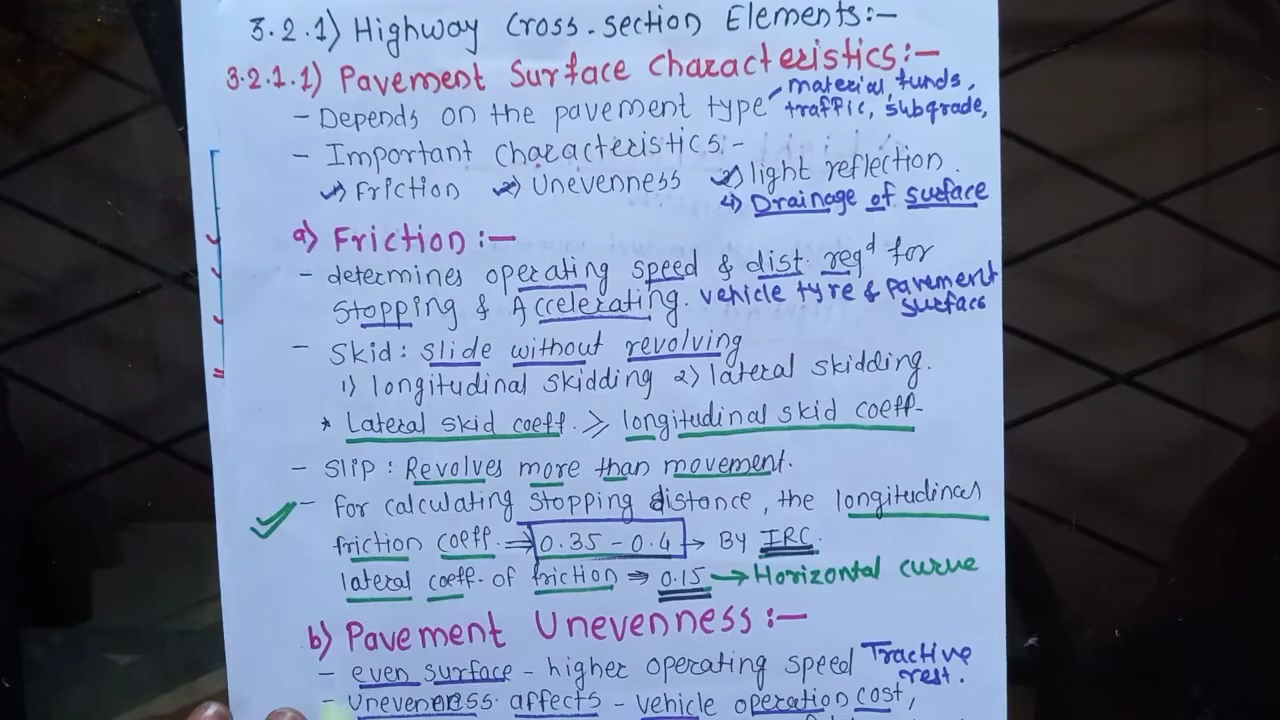 3.2.1) Highway Cross-section Elements:-
3.2.1.1) Pavement Surface Characteristics:-
- Depends on the pavement type material, funds, traffic, subgrade,
- Important Characteristics:-
1) Friction 2) Unevenness 3) light reflection.
4) Drainage of surface
a) Friction:-
- determines operating speed & dist. reqd for
stopping & Accelerating. vehicle tyre & pavement surface
- Skid: slide without revolving
1) longitudinal skidding 2) lateral skidding.
* Lateral skid coeff. ≥ longitudinal skid coeff.
- Slip: Revolves more than movement.
- for calculating stopping distance, the longitudinal
friction coeff. ⇒ 0.35 - 0.4 → By IRC.
lateral coeff. of friction ⇒ 0.15 → Horizontal curve
b) Pavement Unevenness:-
- even surface - higher operating speed Tractive rest.
- Unevenness affects - vehicle operation cost,